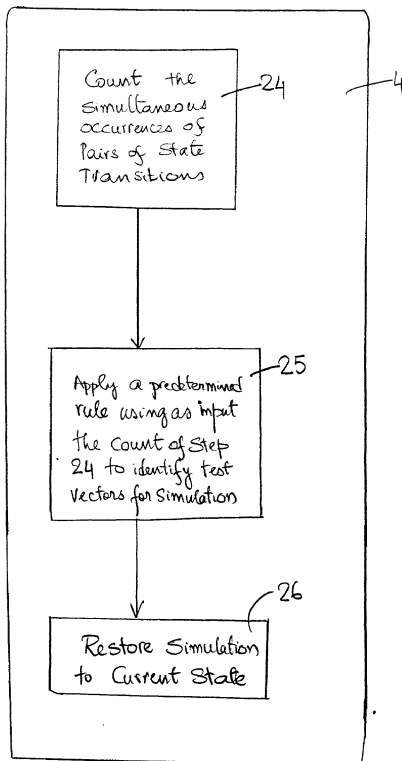 Count the
simultaneous
occurrences of
Pairs of State
Transitions
24
4
25
Apply a predetermined
rule using as input
the Count of Step
24 to identify test
Vectors for Simulation
26
Restore Simulation
to Current State